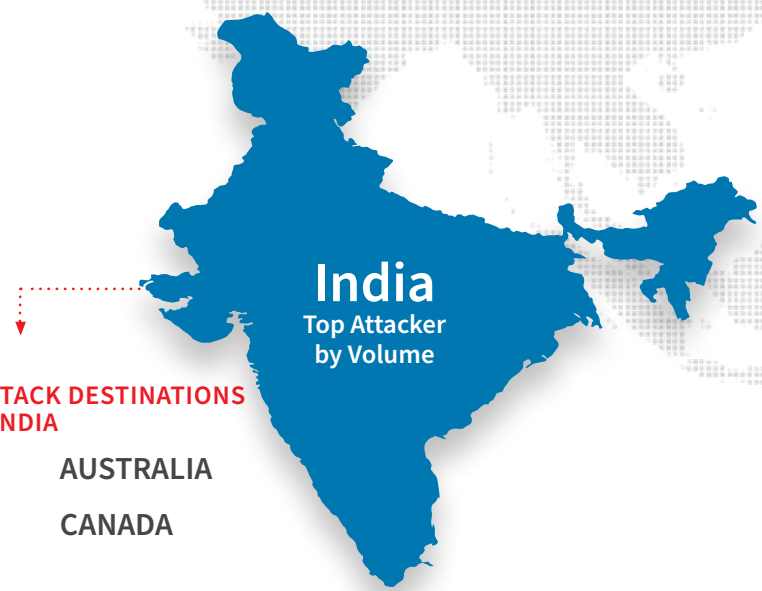 India
Top Attacker
by Volume
TACK DESTINATIONS
NDIA
AUSTRALIA
CANADA